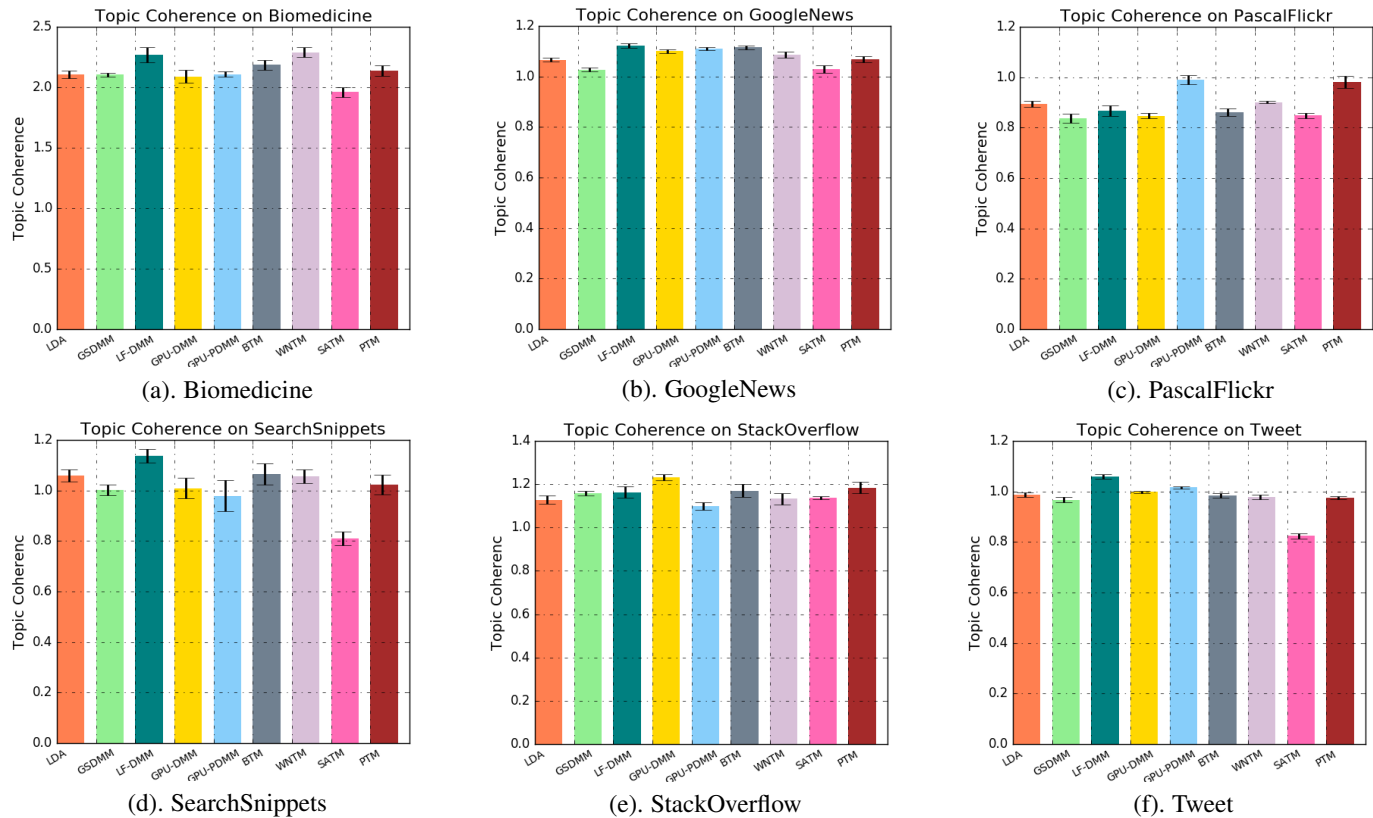 Topic Coherence on Biomedicine
Topic Coherence
2.5
2.0
1.5
1.0
0.5
0.0
LDA
GSDMM
LF-DMM
GPU-DMM
GPU-PDMM
BTM
WNTM
SATM
PTM
(a). Biomedicine
Topic Coherence on GoogleNews
Topic Coherenc
1.2
1.0
0.8
0.6
0.4
0.2
0.0
LDA
GSDMM
LF-DMM
GPU-DMM
GPU-PDMM
BTM
WNTM
SATM
PTM
(b). GoogleNews
Topic Coherence on PascalFlickr
Topic Coherenc
1.2
1.0
0.8
0.6
0.4
0.2
0.0
LDA
GSDMM
LF-DMM
GPU-DMM
GPU-PDMM
BTM
WNTM
SATM
PTM
(c). PascalFlickr
Topic Coherence on SearchSnippets
Topic Coherenc
1.2
1.0
0.8
0.6
0.4
0.2
0.0
LDA
GSDMM
LF-DMM
GPU-DMM
GPU-PDMM
BTM
WNTM
SATM
PTM
(d). SearchSnippets
Topic Coherence on StackOverflow
Topic Coherenc
1.4
1.2
1.0
0.8
0.6
0.4
0.2
0.0
LDA
GSDMM
LF-DMM
GPU-DMM
GPU-PDMM
BTM
WNTM
SATM
PTM
(e). StackOverflow
Topic Coherence on Tweet
Topic Coherenc
1.2
1.0
0.8
0.6
0.4
0.2
0.0
LDA
GSDMM
LF-DMM
GPU-DMM
GPU-PDMM
BTM
WNTM
SATM
PTM
(f). Tweet